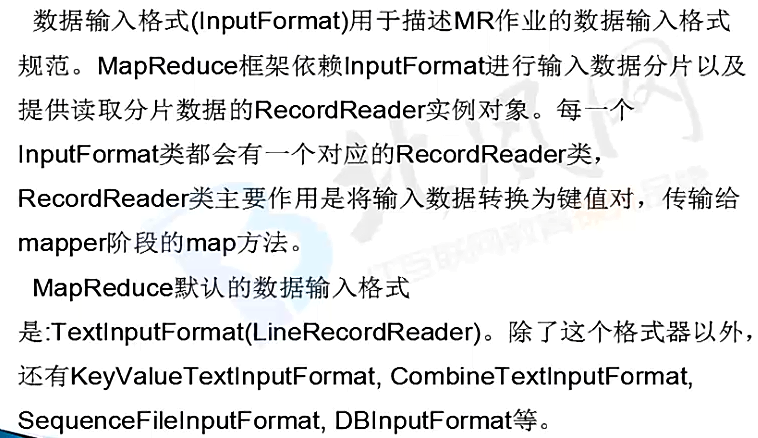 数据输入格式(InputFormat)用于描述MR作业的数据输入格式
规范。MapReduce框架依赖InputFormat进行输入数据分片以及
提供读取分片数据的RecordReader实例对象。每一个
InputFormat类都会有一个对应的RecordReader类，
RecordReader类主要作用是将输入数据转换为键值对，传输给
mapper阶段的map方法。
MapReduce默认的数据输入格式
是:TextInputFormat(LineRecordReader)。除了这个格式器以外，
还有KeyValueTextInputFormat, CombineTextInputFormat,
SequenceFileInputFormat, DBInputFormat等。
北风网